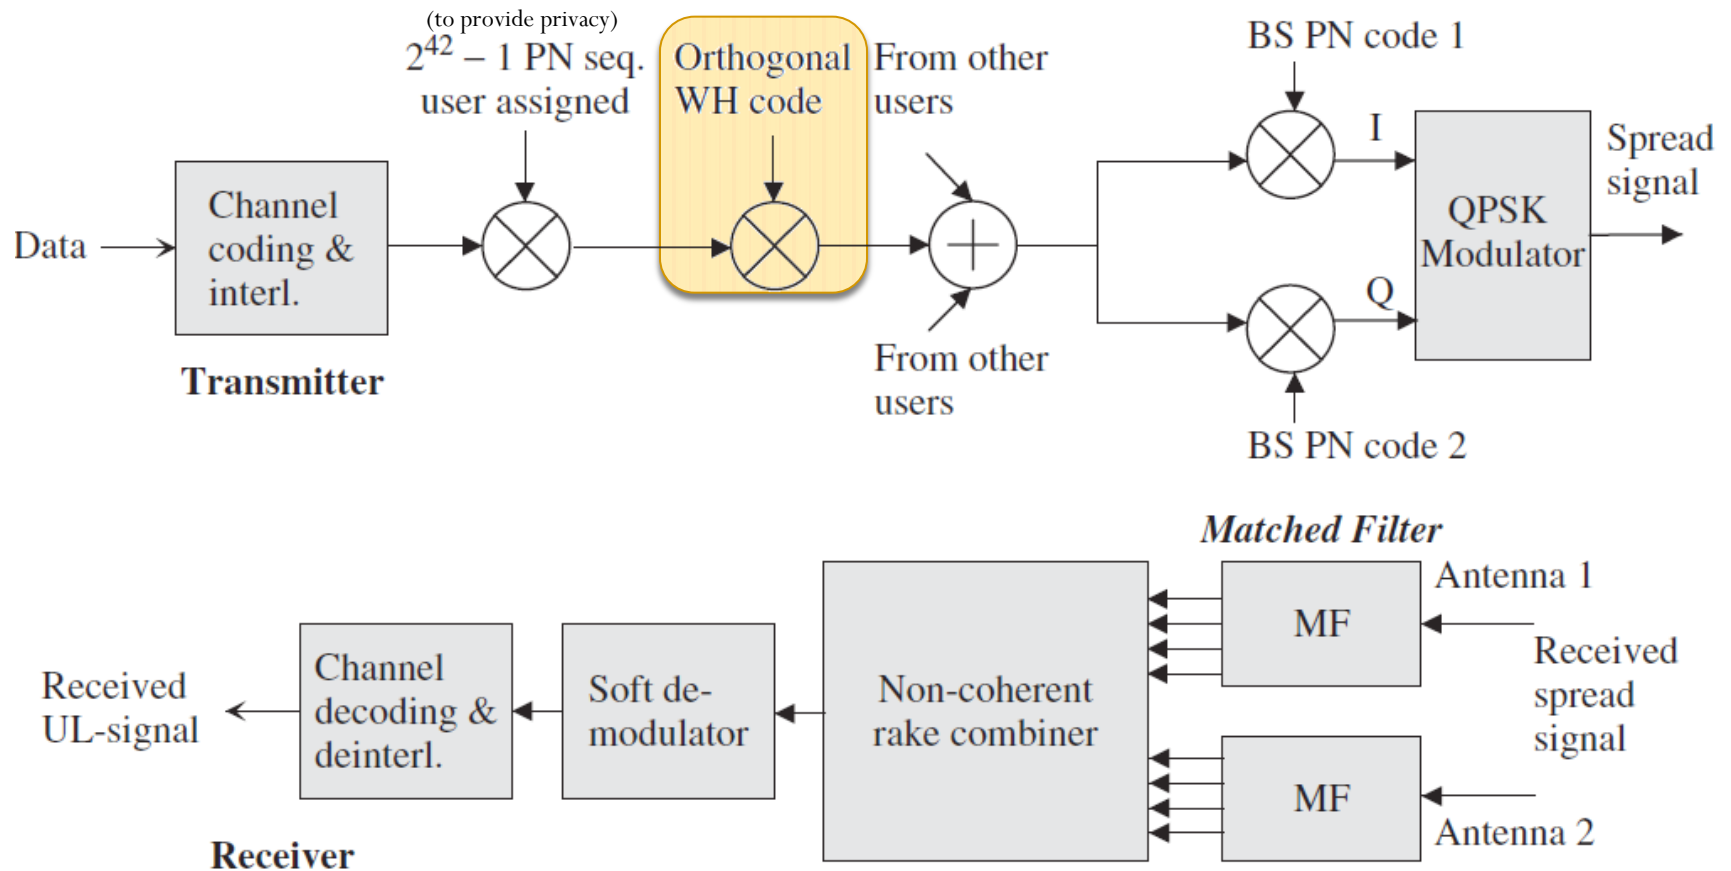 (to provide privacy)
2^42 – 1 PN seq.
user assigned
Orthogonal
WH code
From other
users
BS PN code 1
I
Spread
signal
Data
Channel
coding &
interl.
QPSK
Modulator
Q
From other
users
Transmitter
BS PN code 2
Matched Filter
Antenna 1
MF
Received
spread
signal
Received
UL-signal
Channel
decoding &
deinterl.
Soft de-
modulator
Non-coherent
rake combiner
MF
Antenna 2
Receiver